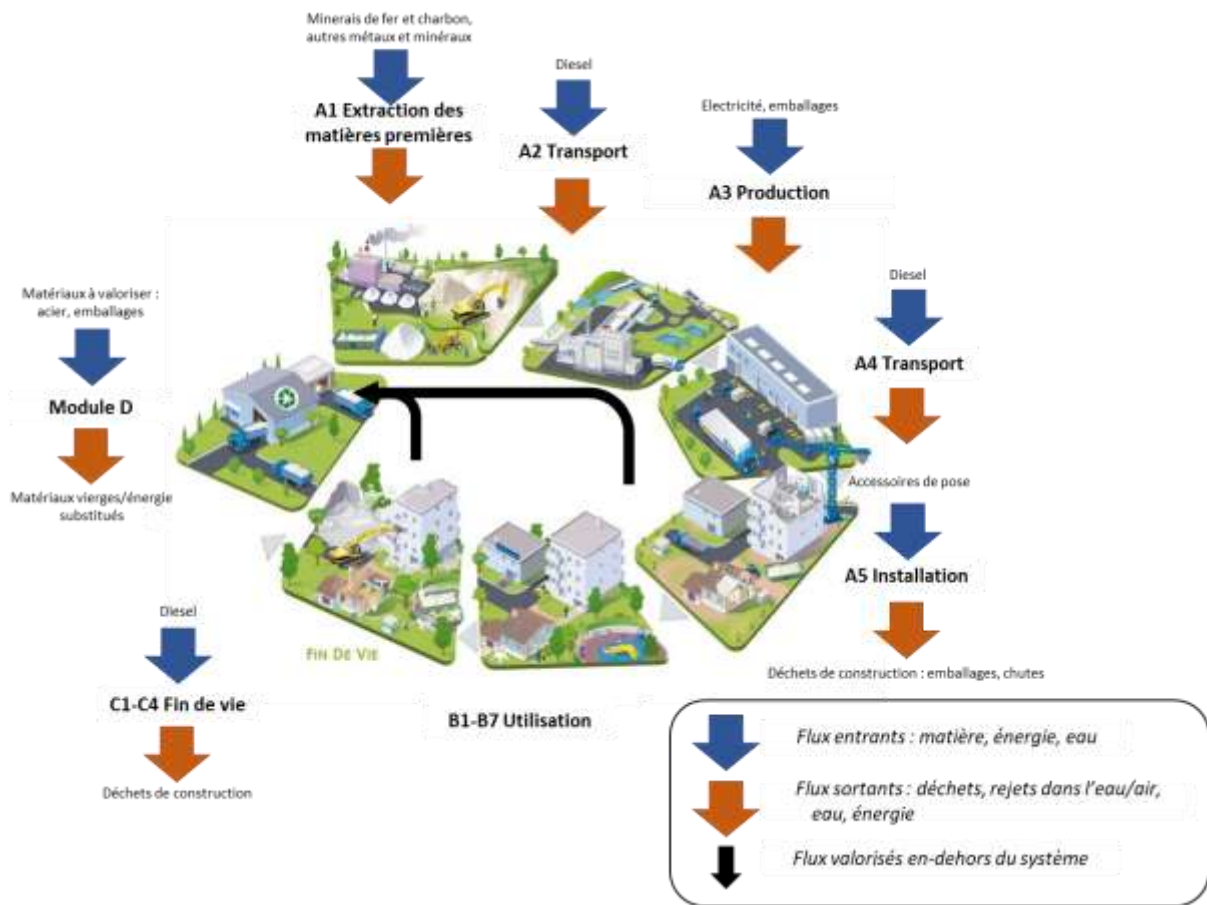 Minerais de fer et charbon,
autres métaux et minéraux
A1 Extraction des
matières premières
Diesel
A2 Transport
Electricité, emballages
A3 Production
Diesel
A4 Transport
Accessoires de pose
A5 Installation
Déchets de construction : emballages, chutes
Matériaux à valoriser :
acier, emballages
Module D
Matériaux vierges/énergie
substitués
Diesel
C1-C4 Fin de vie
Déchets de construction
FIN DE VIE
B1-B7 Utilisation
Flux entrants : matière, énergie, eau
Flux sortants : déchets, rejets dans l'eau/air,
eau, énergie
Flux valorisés en-dehors du système